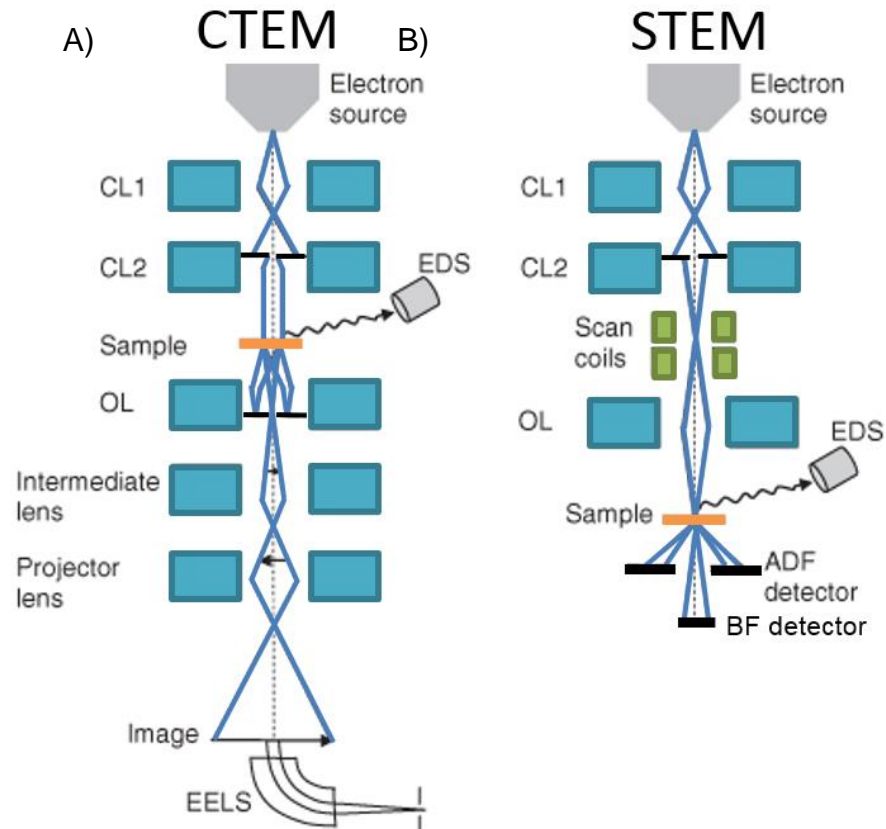 A)
CTEM
Electron
source
CL1
CL2
EDS
Sample
OL
Intermediate
lens
Projector
lens
Image
EELS
B)
STEM
Electron
source
CL1
CL2
Scan
coils
OL
EDS
Sample
ADF
detector
BF detector